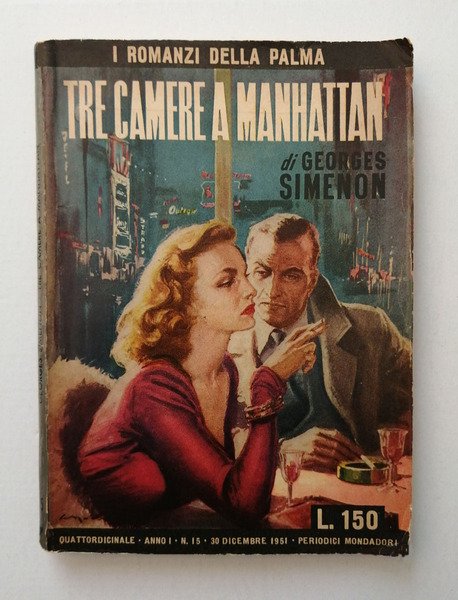 I ROMANZI DELLA PALMA
TRE CAMERE A MANHATTAN
di GEORGES
SIMENON
L. 150
QUATTORDICINALE · ANNO I · N. 15 · 30 DICEMBRE 1951 · PERIODICI MONDADORI